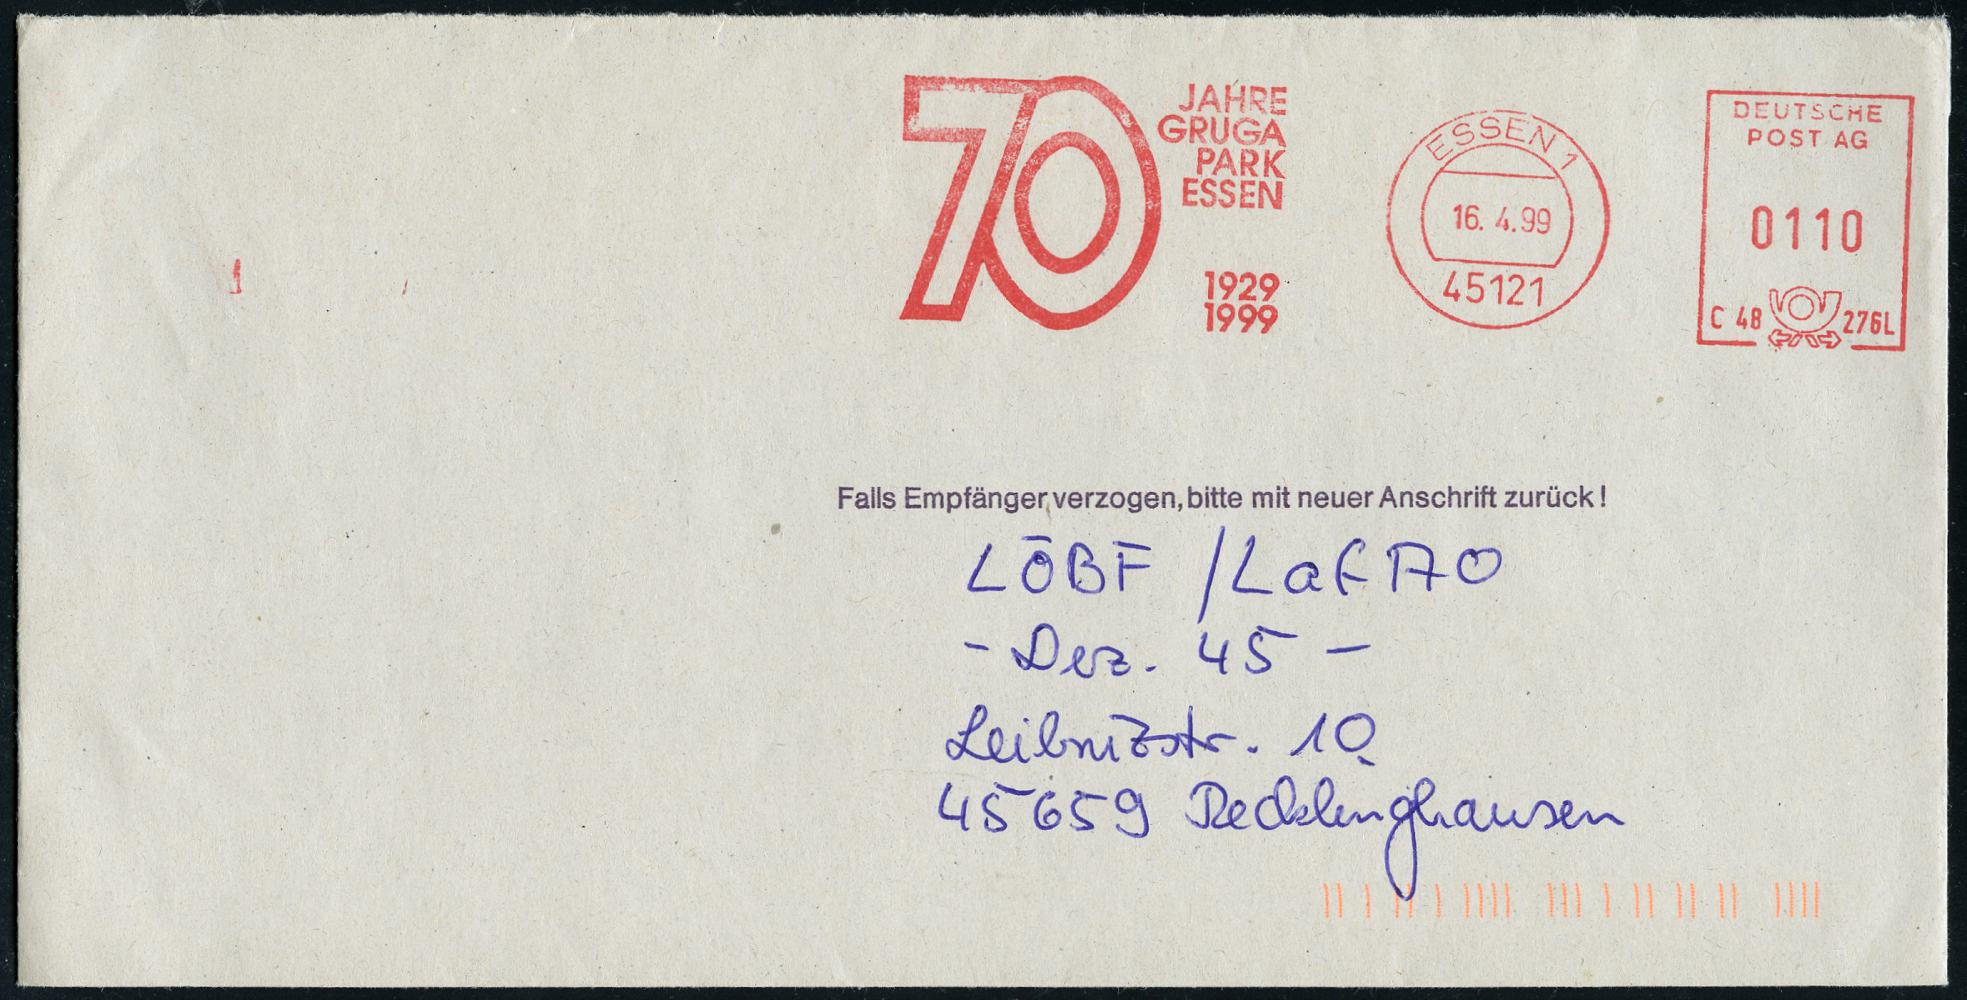 70
JAHRE
GRUGA
PARK
ESSEN
1929
1999
ESSEN 1
16. 4. 99
45121
DEUTSCHE
POST AG
0110
C 48 276L
Falls Empfänger verzogen, bitte mit neuer Anschrift zurück!
LÖBF / LafAO
- Dez. 45 -
Leibnizstr. 10
45659 Recklinghausen